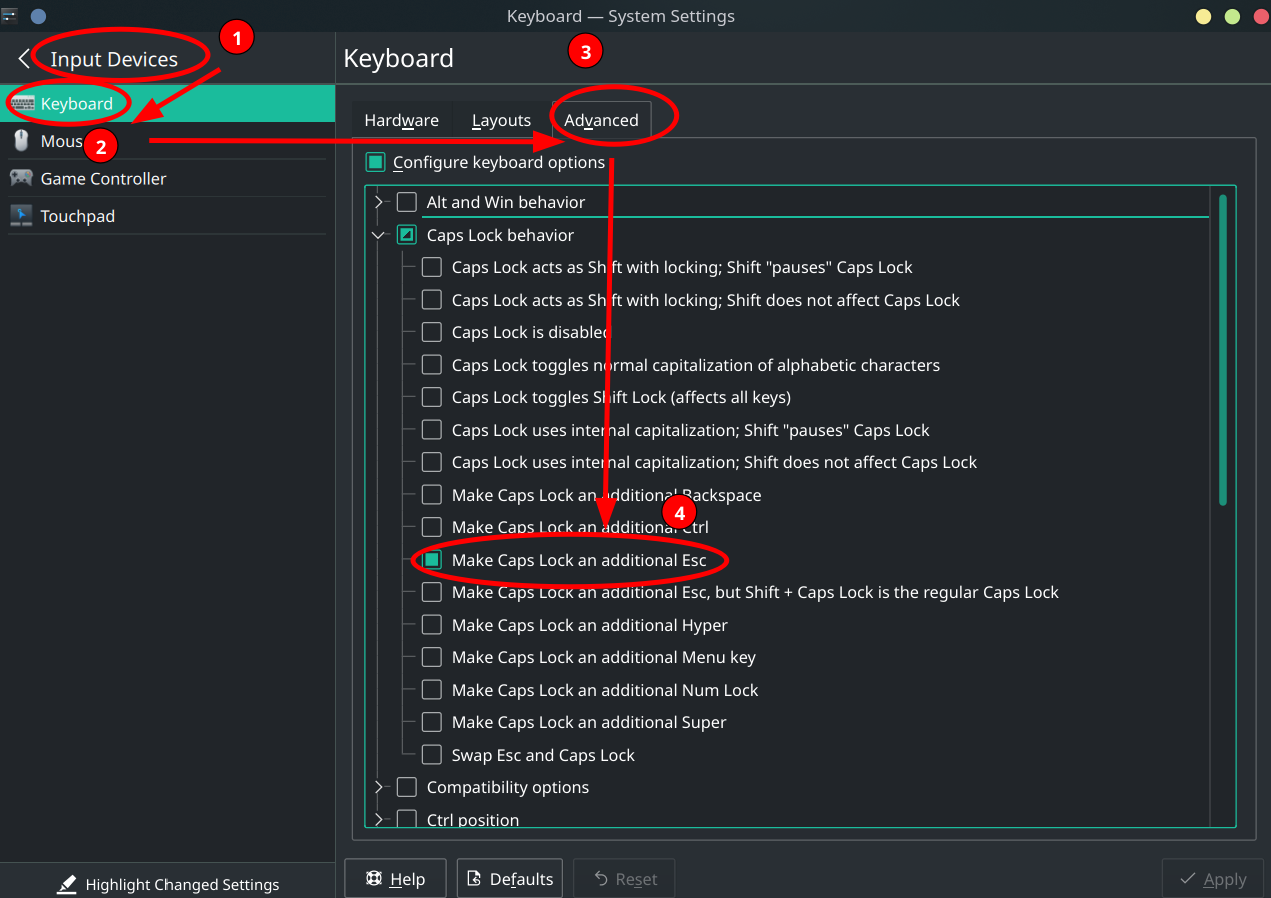 Keyboard — System Settings
1
3
Input Devices
Keyboard
Keyboard
2
Game Controller
Touchpad
Hardware Layouts Advanced
Configure keyboard options
Alt and Win behavior
Caps Lock behavior
Caps Lock acts as Shift with locking; Shift "pauses" Caps Lock
Caps Lock acts as Shift with locking; Shift does not affect Caps Lock
Caps Lock is disabled
Caps Lock toggles normal capitalization of alphabetic characters
Caps Lock toggles Shift Lock (affects all keys)
Caps Lock uses internal capitalization; Shift "pauses" Caps Lock
Caps Lock uses internal capitalization; Shift does not affect Caps Lock
Make Caps Lock an additional Backspace
4
Make Caps Lock an additional Ctrl
Make Caps Lock an additional Esc
Make Caps Lock an additional Esc, but Shift + Caps Lock is the regular Caps Lock
Make Caps Lock an additional Hyper
Make Caps Lock an additional Menu key
Make Caps Lock an additional Num Lock
Make Caps Lock an additional Super
Swap Esc and Caps Lock
Compatibility options
Ctrl position
Highlight Changed Settings
Help Defaults Reset Apply